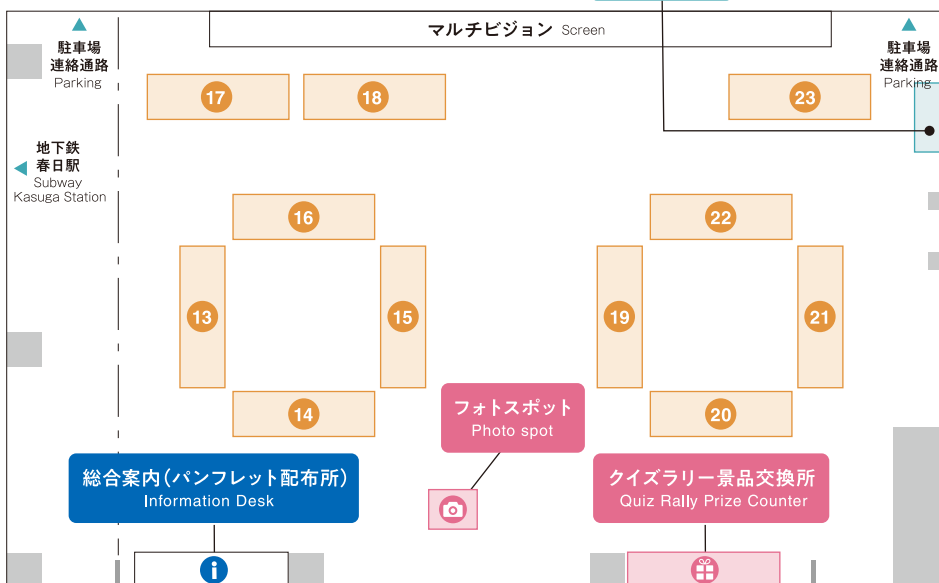 マルチビジョン Screen
駐車場
連絡通路
Parking
駐車場
連絡通路
Parking
17
18
23
地下鉄
春日駅
Subway
Kasuga Station
16
22
13
15
19
21
14
20
フォトスポット
Photo spot
総合案内(パンフレット配布所)
Information Desk
クイズラリー景品交換所
Quiz Rally Prize Counter
i